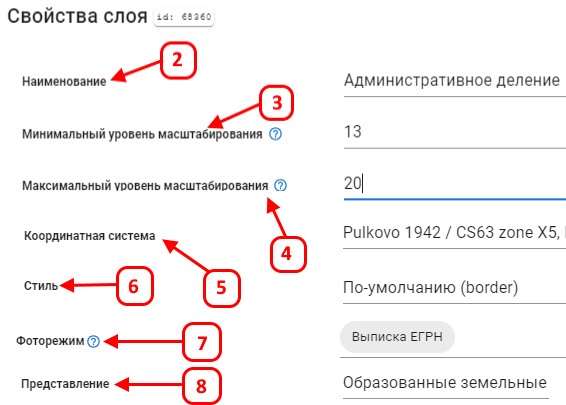 Свойства слоя id: 68360
2
Наименование Административное деление
3
Минимальный уровень масштабирования ? 13
Максимальный уровень масштабирования ? 20
4
Координатная система Pulkovo 1942 / CS63 zone X5,
5
6
Стиль По-умолчанию (border)
Фоторежим ? 7 Выписка ЕГРН
Представление 8 Образованные земельные